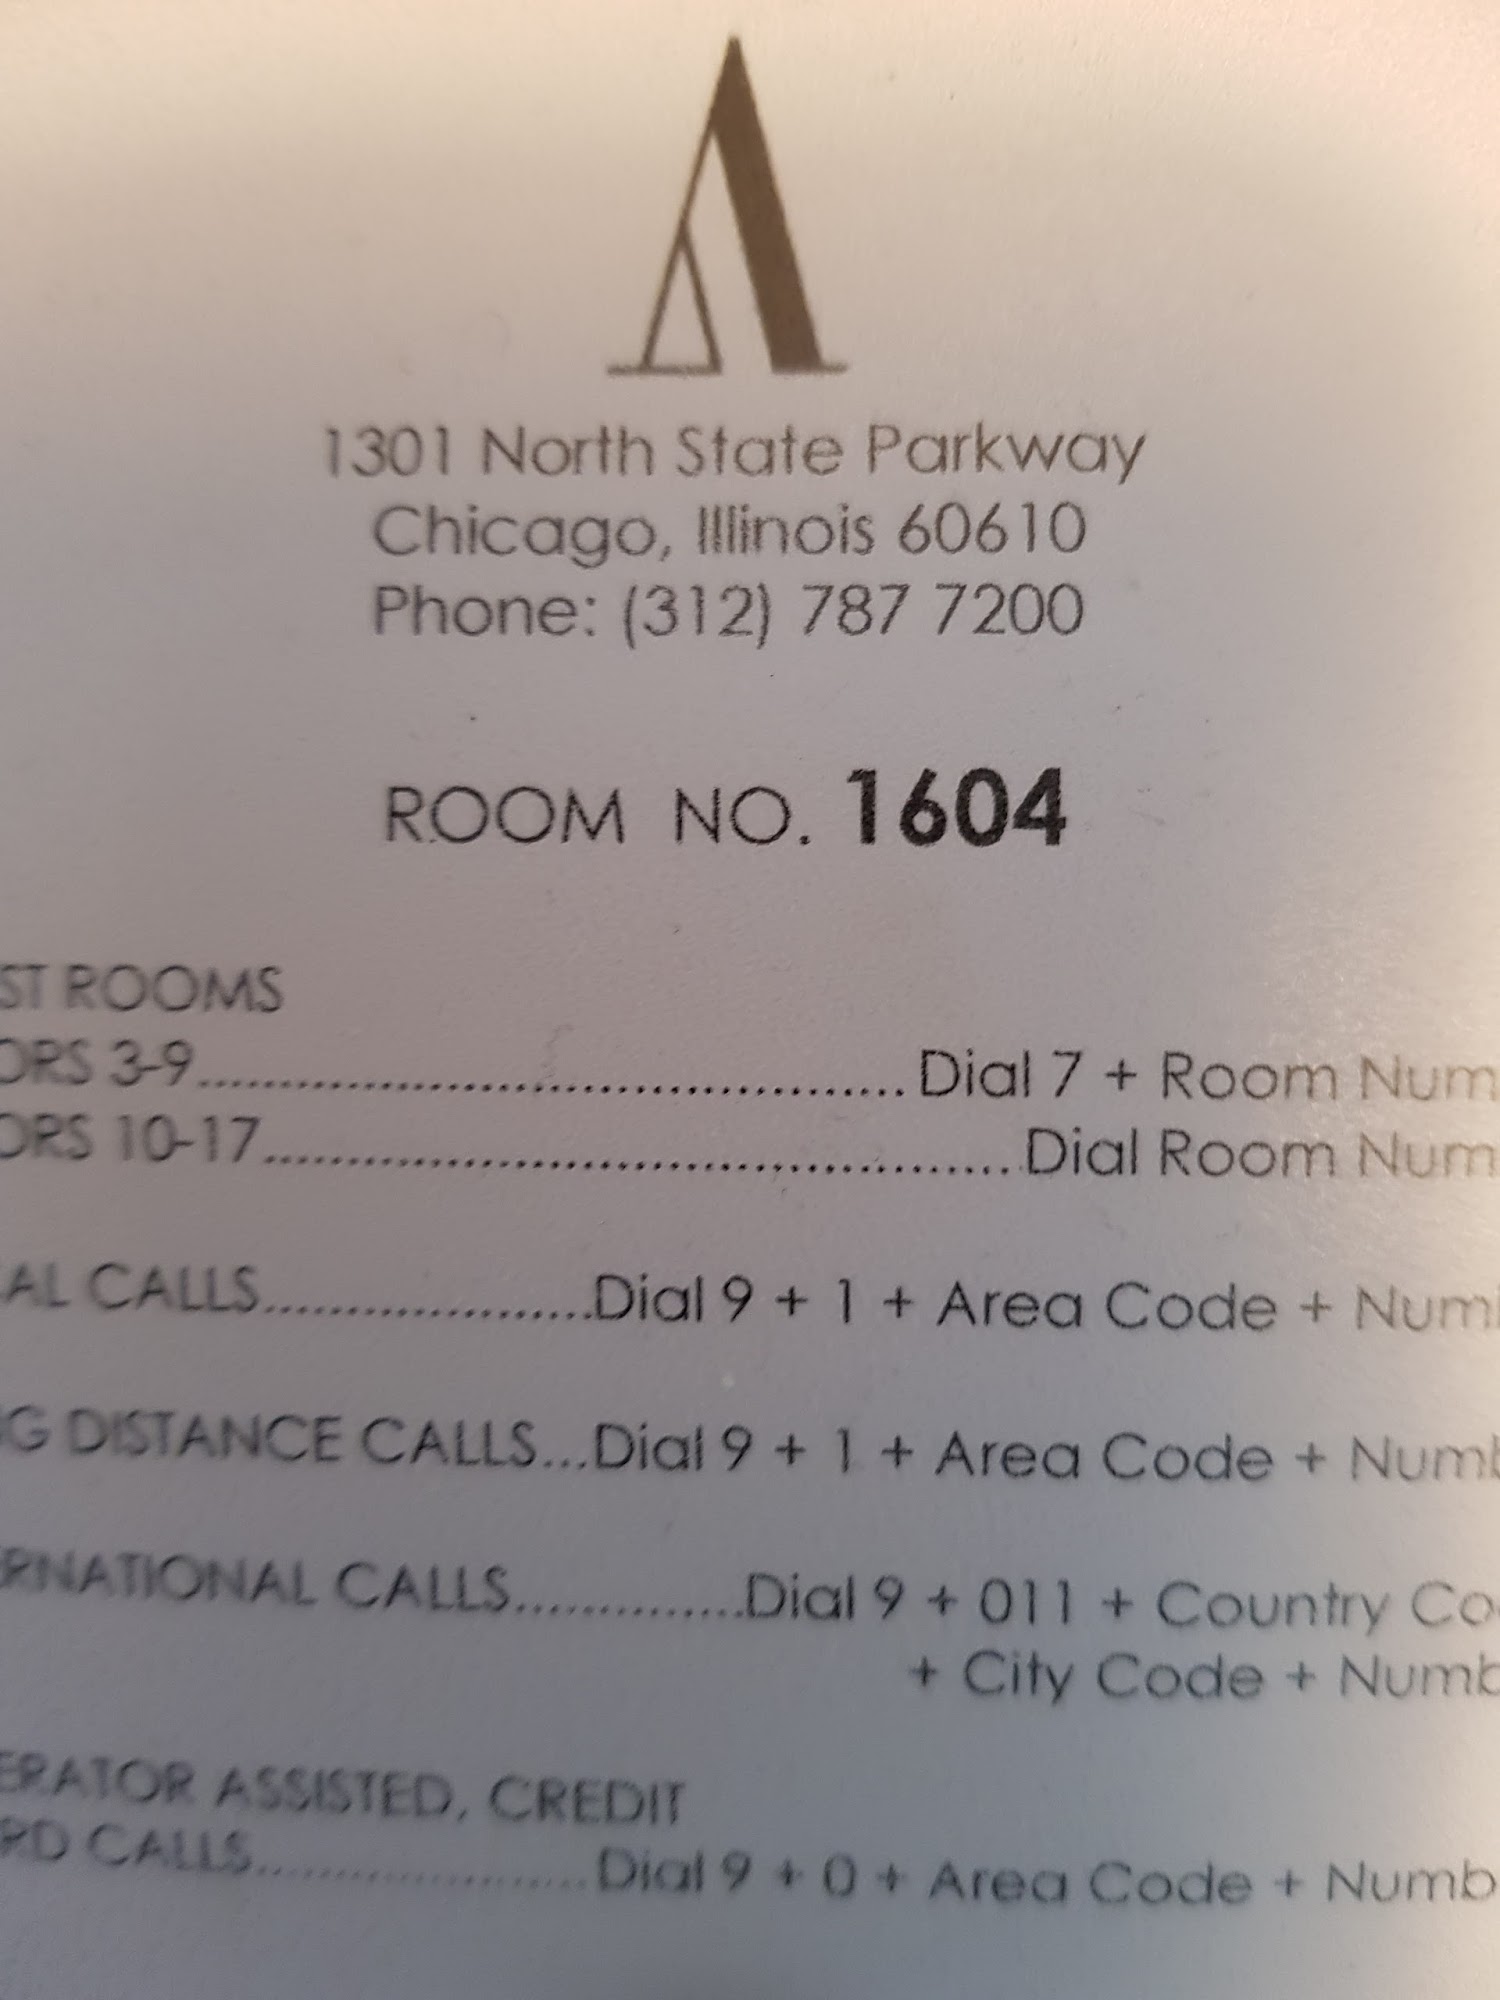 1301 North State Parkway
Chicago, Illinois 60610
Phone: (312) 787 7200
ROOM NO. 1604
ST ROOMS
ORS 3-9.......... Dial 7 + Room Num
ORS 10-17.......... Dial Room Num
AL CALLS..........Dial 9 + 1 + Area Code + Num
G DISTANCE CALLS...Dial 9 + 1 + Area Code + Numb
RNATIONAL CALLS..........Dial 9 + 011 + Country Co
+ City Code + Numb
ERATOR ASSISTED, CREDIT
RD CALLS..........Dial 9 + 0 + Area Code + Numb